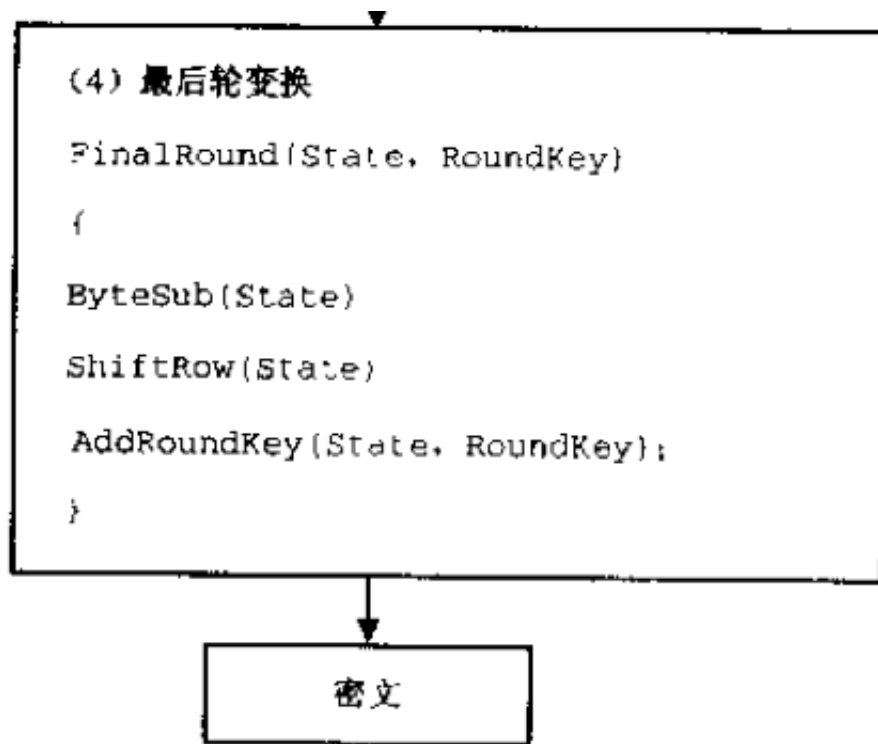 （4）最后轮变换
FinalRound(State, RoundKey)
{
ByteSub(State)
ShiftRow(State)
AddRoundKey(State, RoundKey);
}
密文